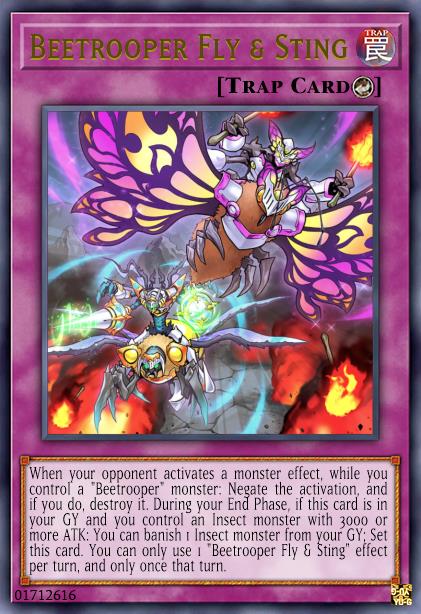 Beetrooper Fly & Sting
TRAP
罠
[Trap Card]
When your opponent activates a monster effect, while you
control a "Beetrooper" monster: Negate the activation, and
if you do, destroy it. During your End Phase, if this card is in
your GY and you control an Insect monster with 3000 or
more ATK: You can banish 1 Insect monster from your GY; Set
this card. You can only use 1 "Beetrooper Fly & Sting" effect
per turn, and only once that turn.
01712616